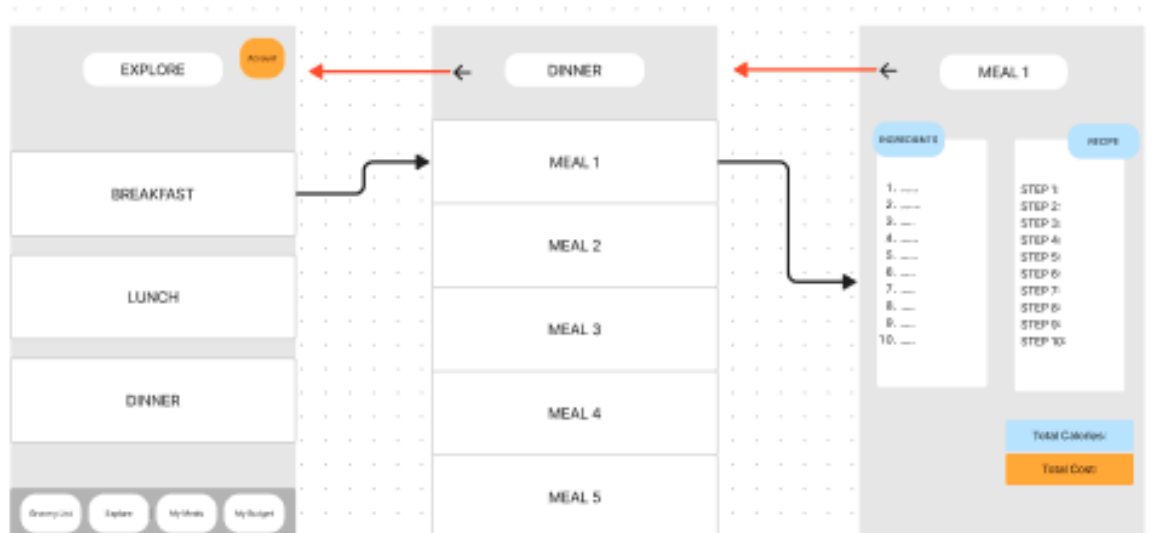 EXPLORE
Account
BREAKFAST
LUNCH
DINNER
Grocery List
Explore
My Meals
My Budget
DINNER
MEAL 1
MEAL 2
MEAL 3
MEAL 4
MEAL 5
MEAL 1
INGREDIANTS
1. ......
2. ......
3. ......
4. ......
5. ......
6. ......
7. ......
8. ......
9. ......
10. ......
RECIPE
STEP 1:
STEP 2:
STEP 3:
STEP 4:
STEP 5:
STEP 6:
STEP 7:
STEP 8:
STEP 9:
STEP 10:
Total Calories:
Total Cost: